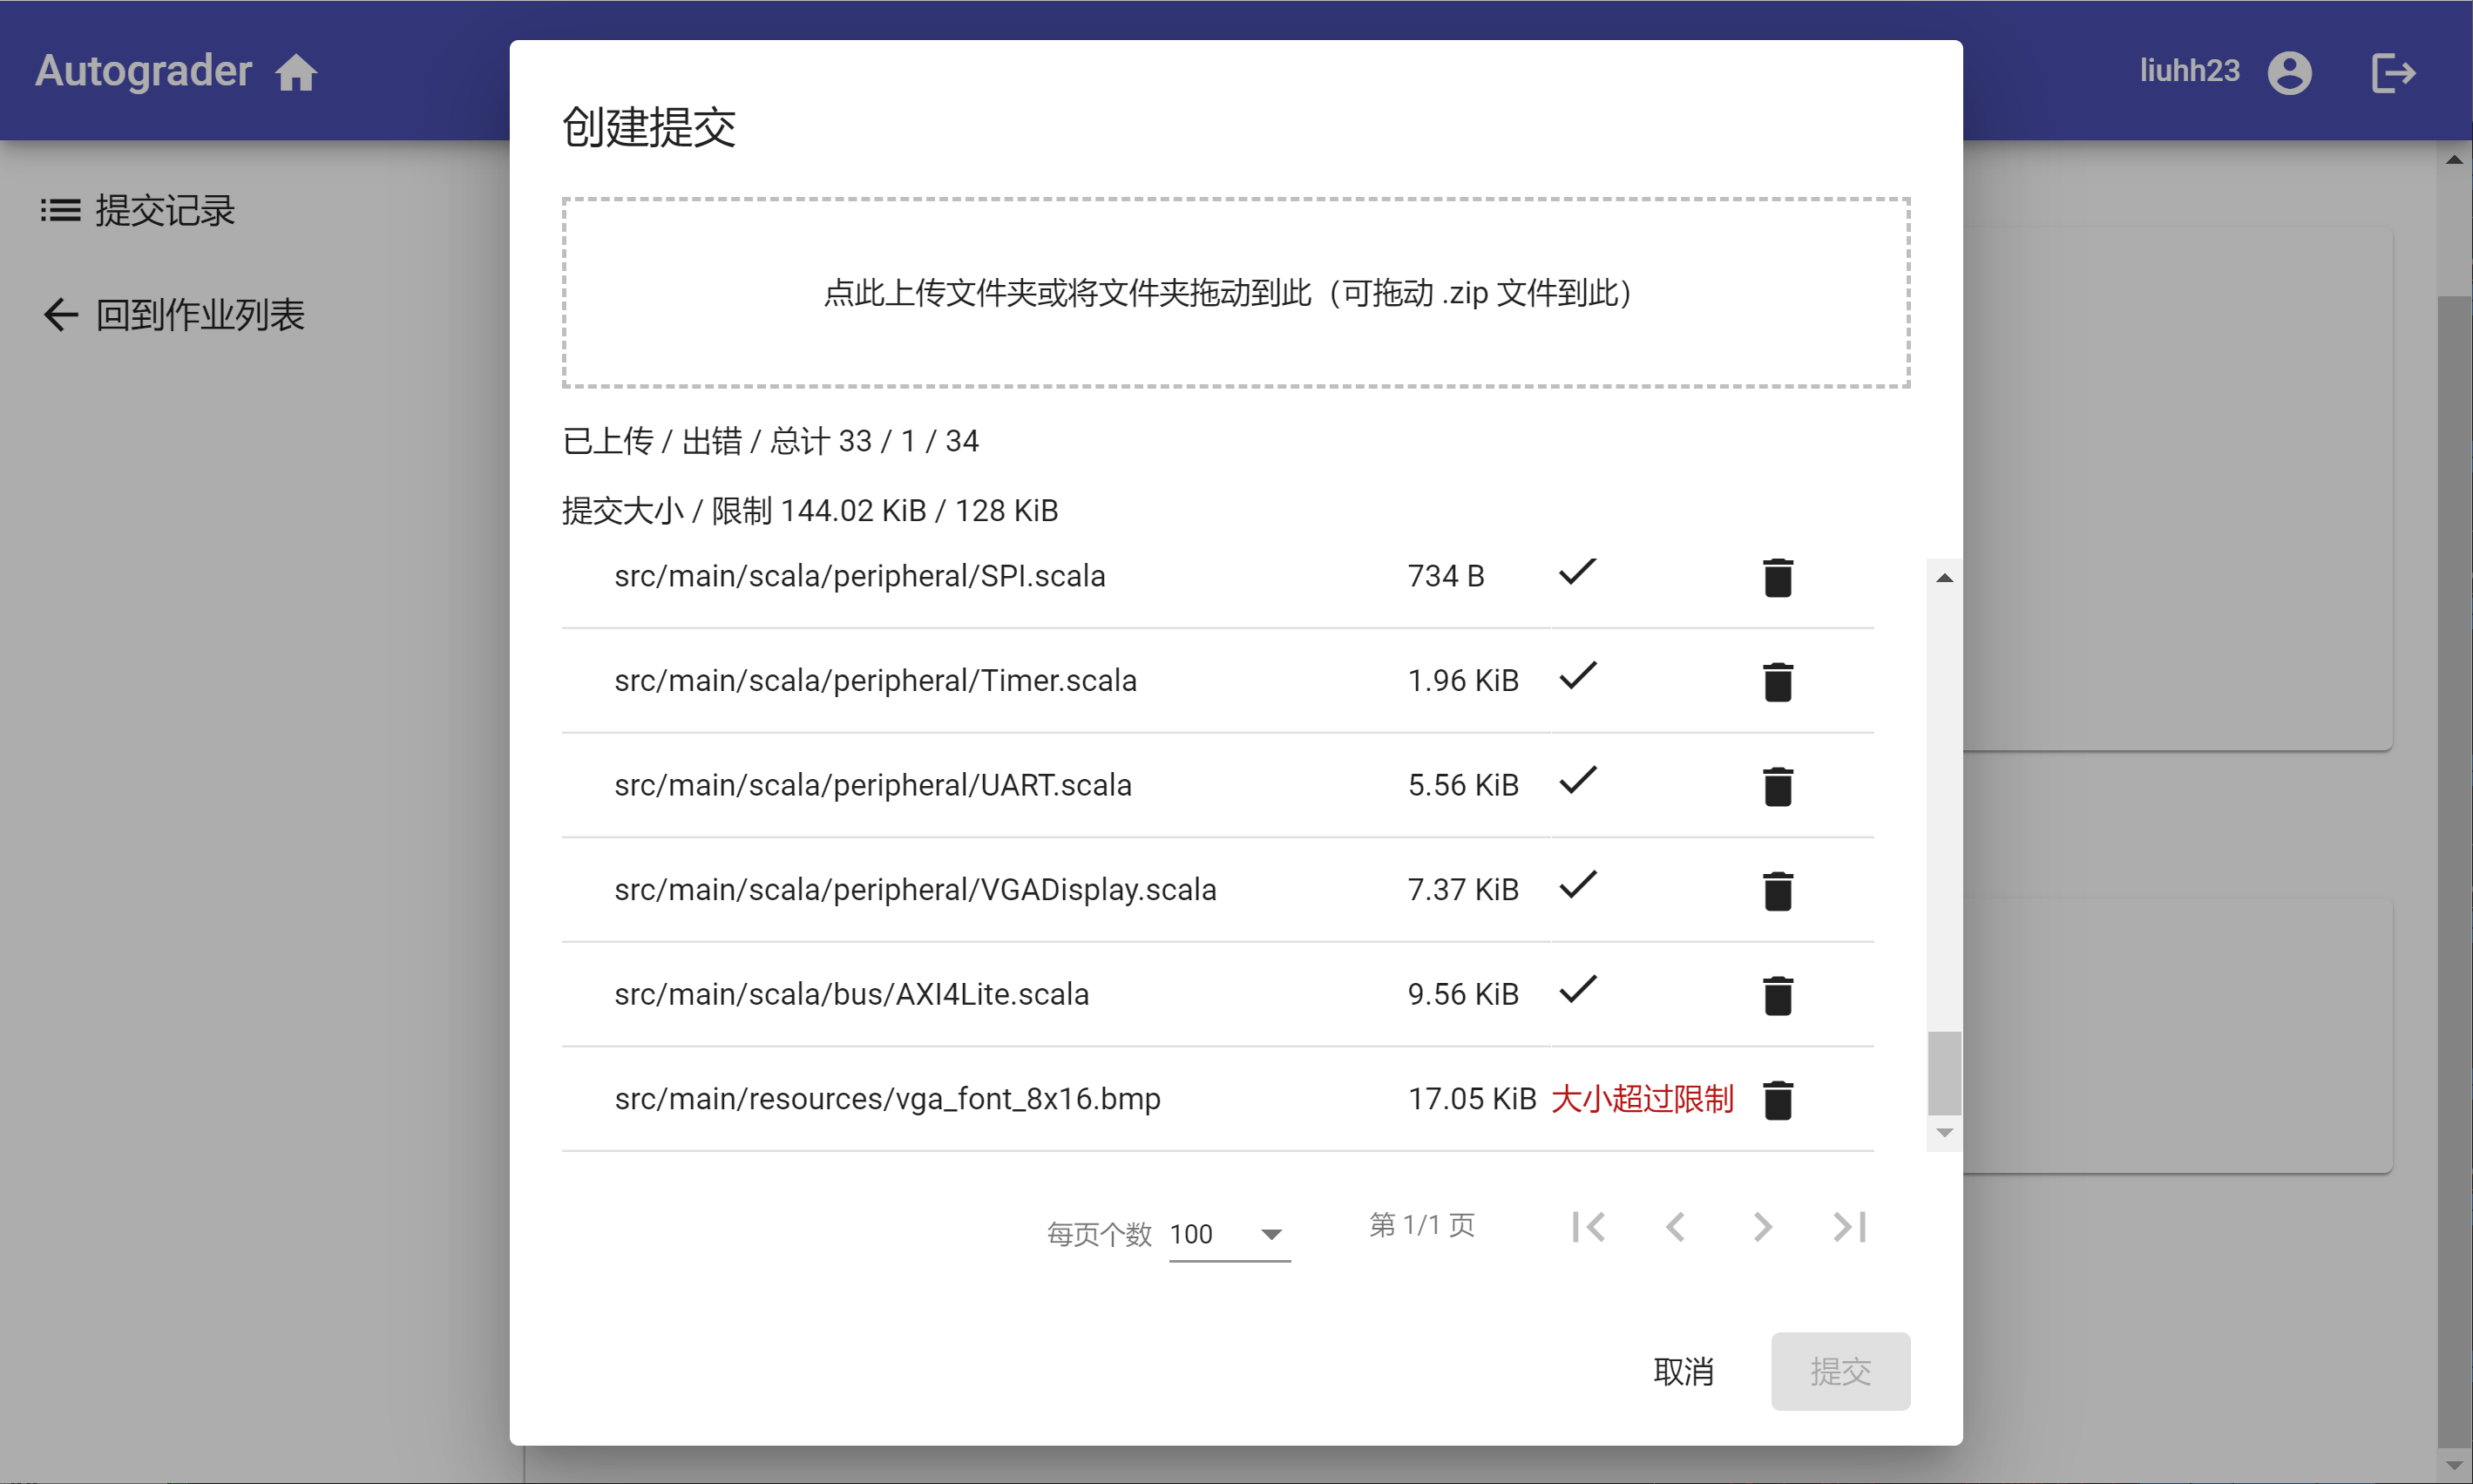 Autograder
liuhh23
提交记录
回到作业列表
创建提交
点此上传文件夹或将文件夹拖动到此（可拖动 .zip 文件到此）
已上传 / 出错 / 总计 33 / 1 / 34
提交大小 / 限制 144.02 KiB / 128 KiB
src/main/scala/peripheral/SPI.scala 734 B
src/main/scala/peripheral/Timer.scala 1.96 KiB
src/main/scala/peripheral/UART.scala 5.56 KiB
src/main/scala/peripheral/VGADisplay.scala 7.37 KiB
src/main/scala/bus/AXI4Lite.scala 9.56 KiB
src/main/resources/vga_font_8x16.bmp 17.05 KiB 大小超过限制
每页个数 100 第 1/1 页
取消 提交